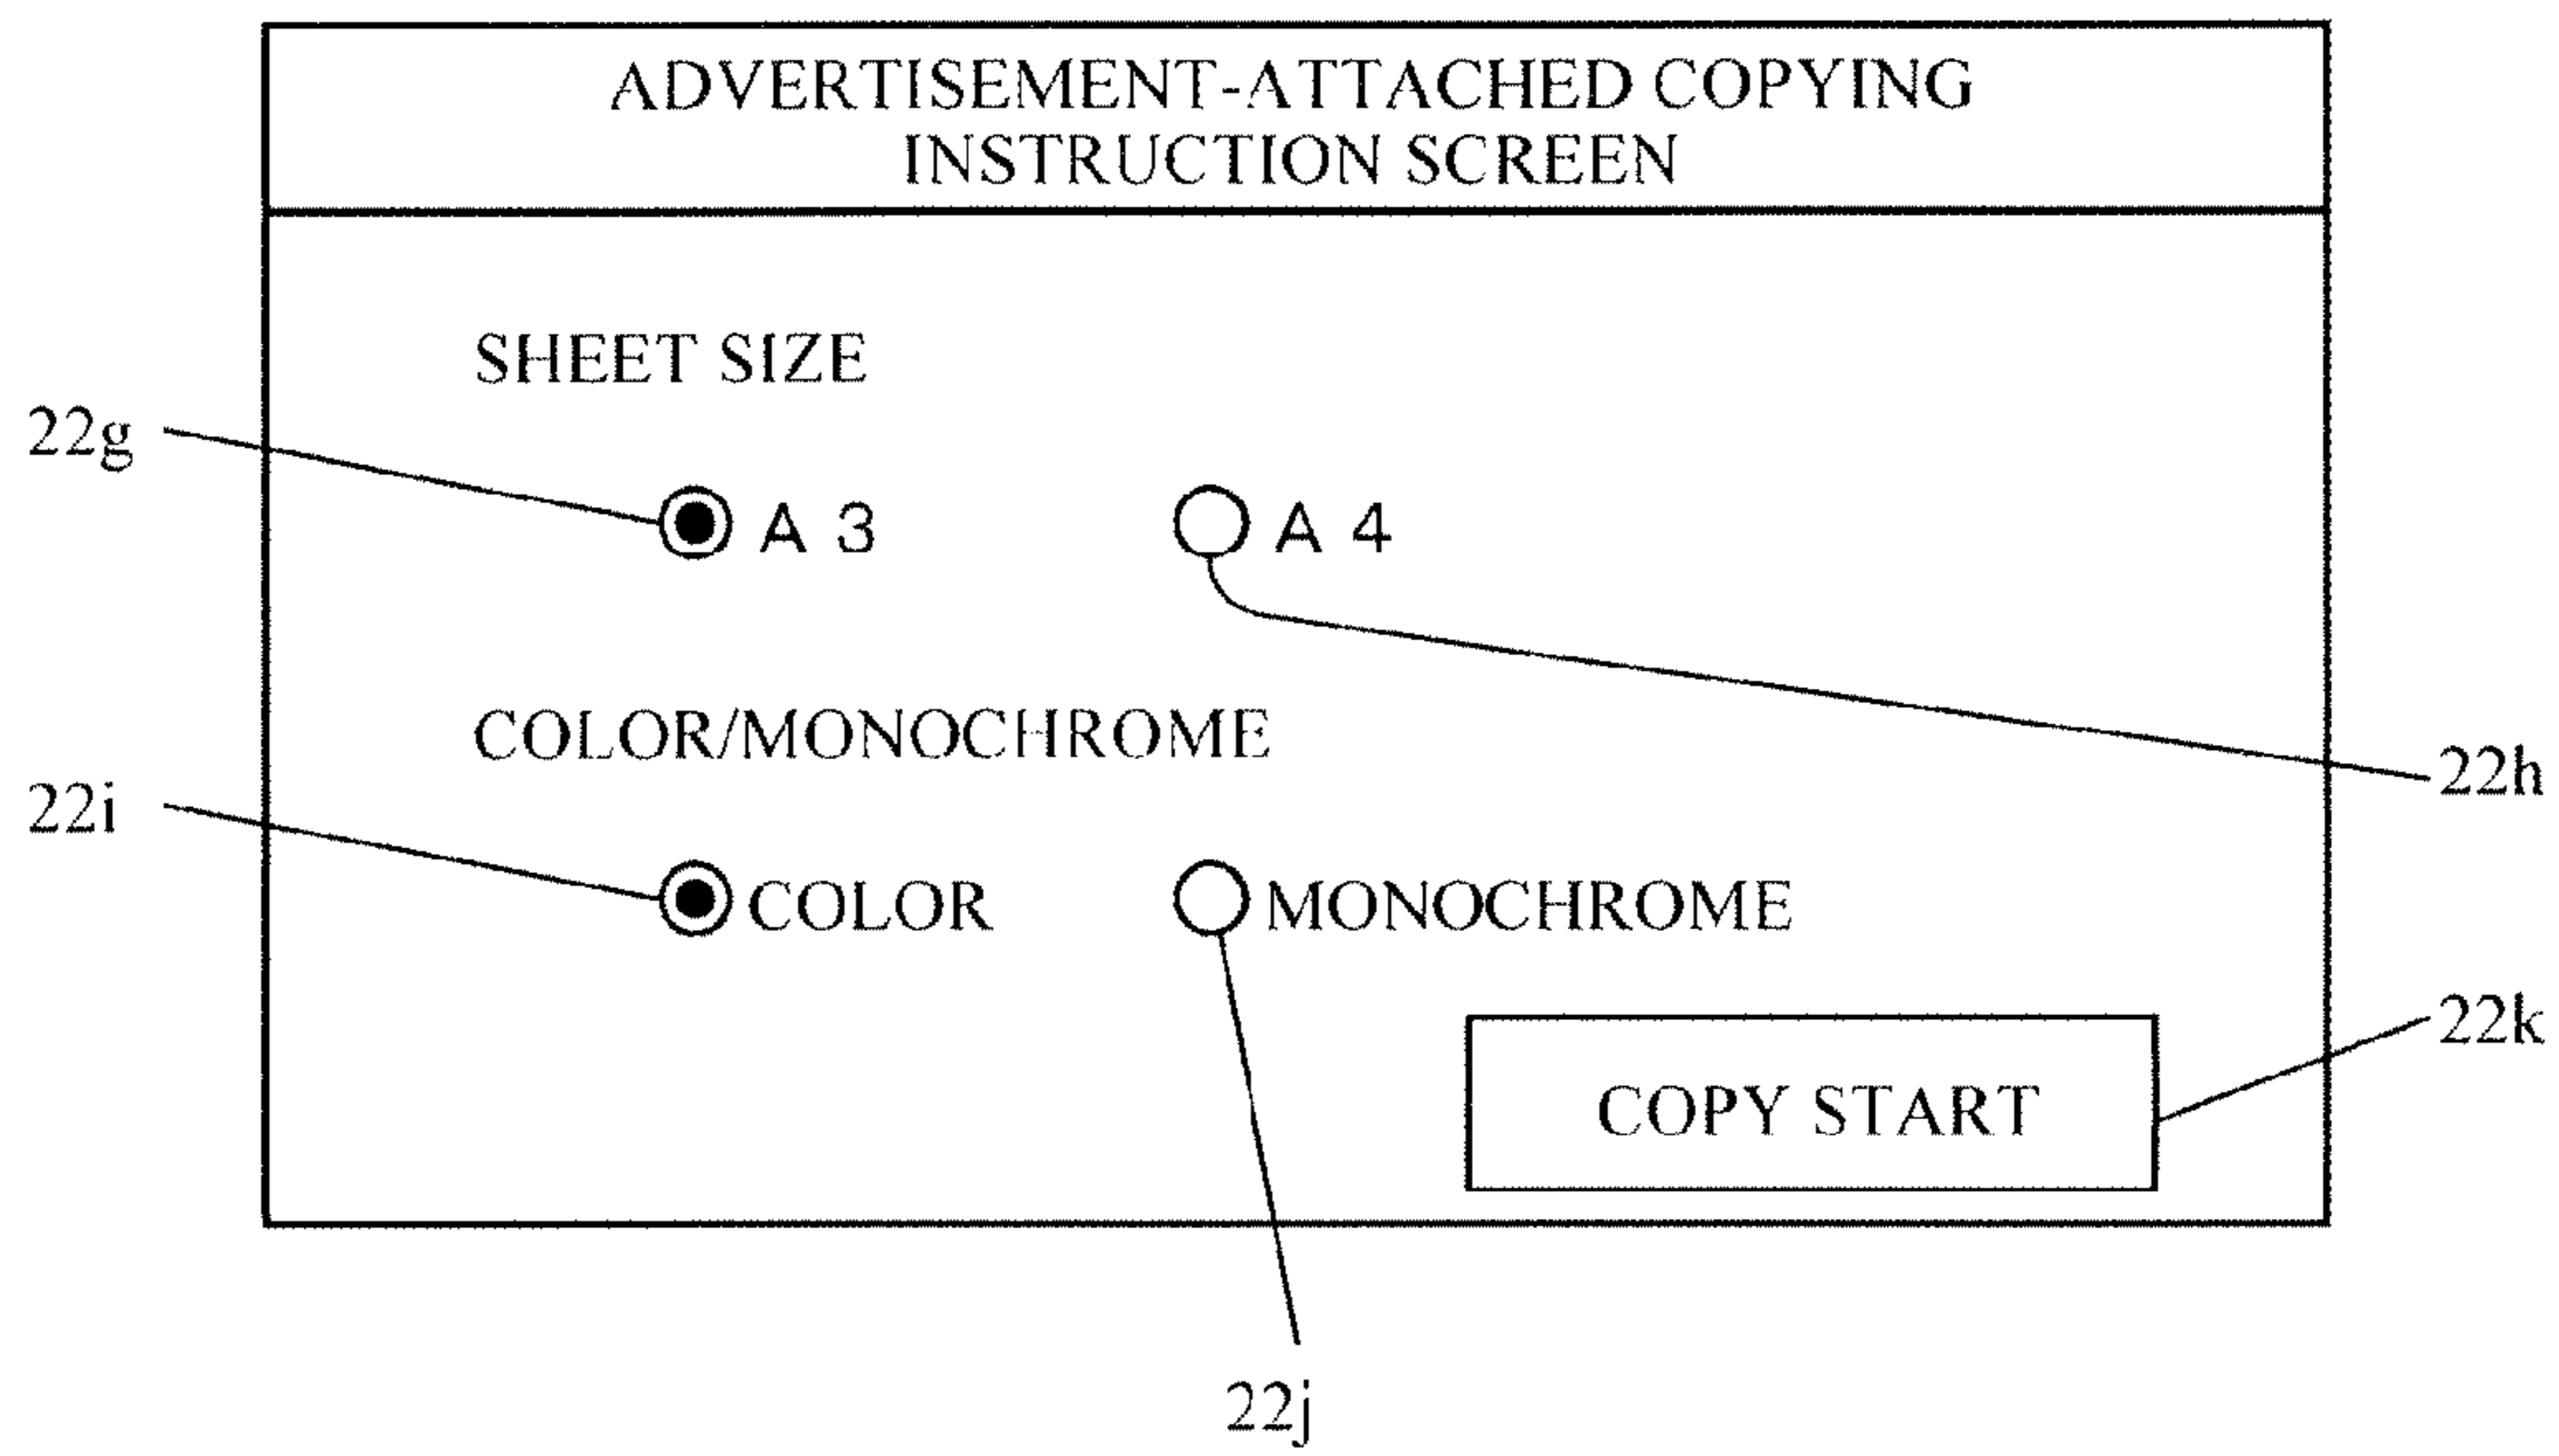 ADVERTISEMENT-ATTACHED COPYING
INSTRUCTION SCREEN
SHEET SIZE
22g
A 3
A 4
COLOR/MONOCHROME
22h
22i
COLOR
MONOCHROME
22k
COPY START
22j